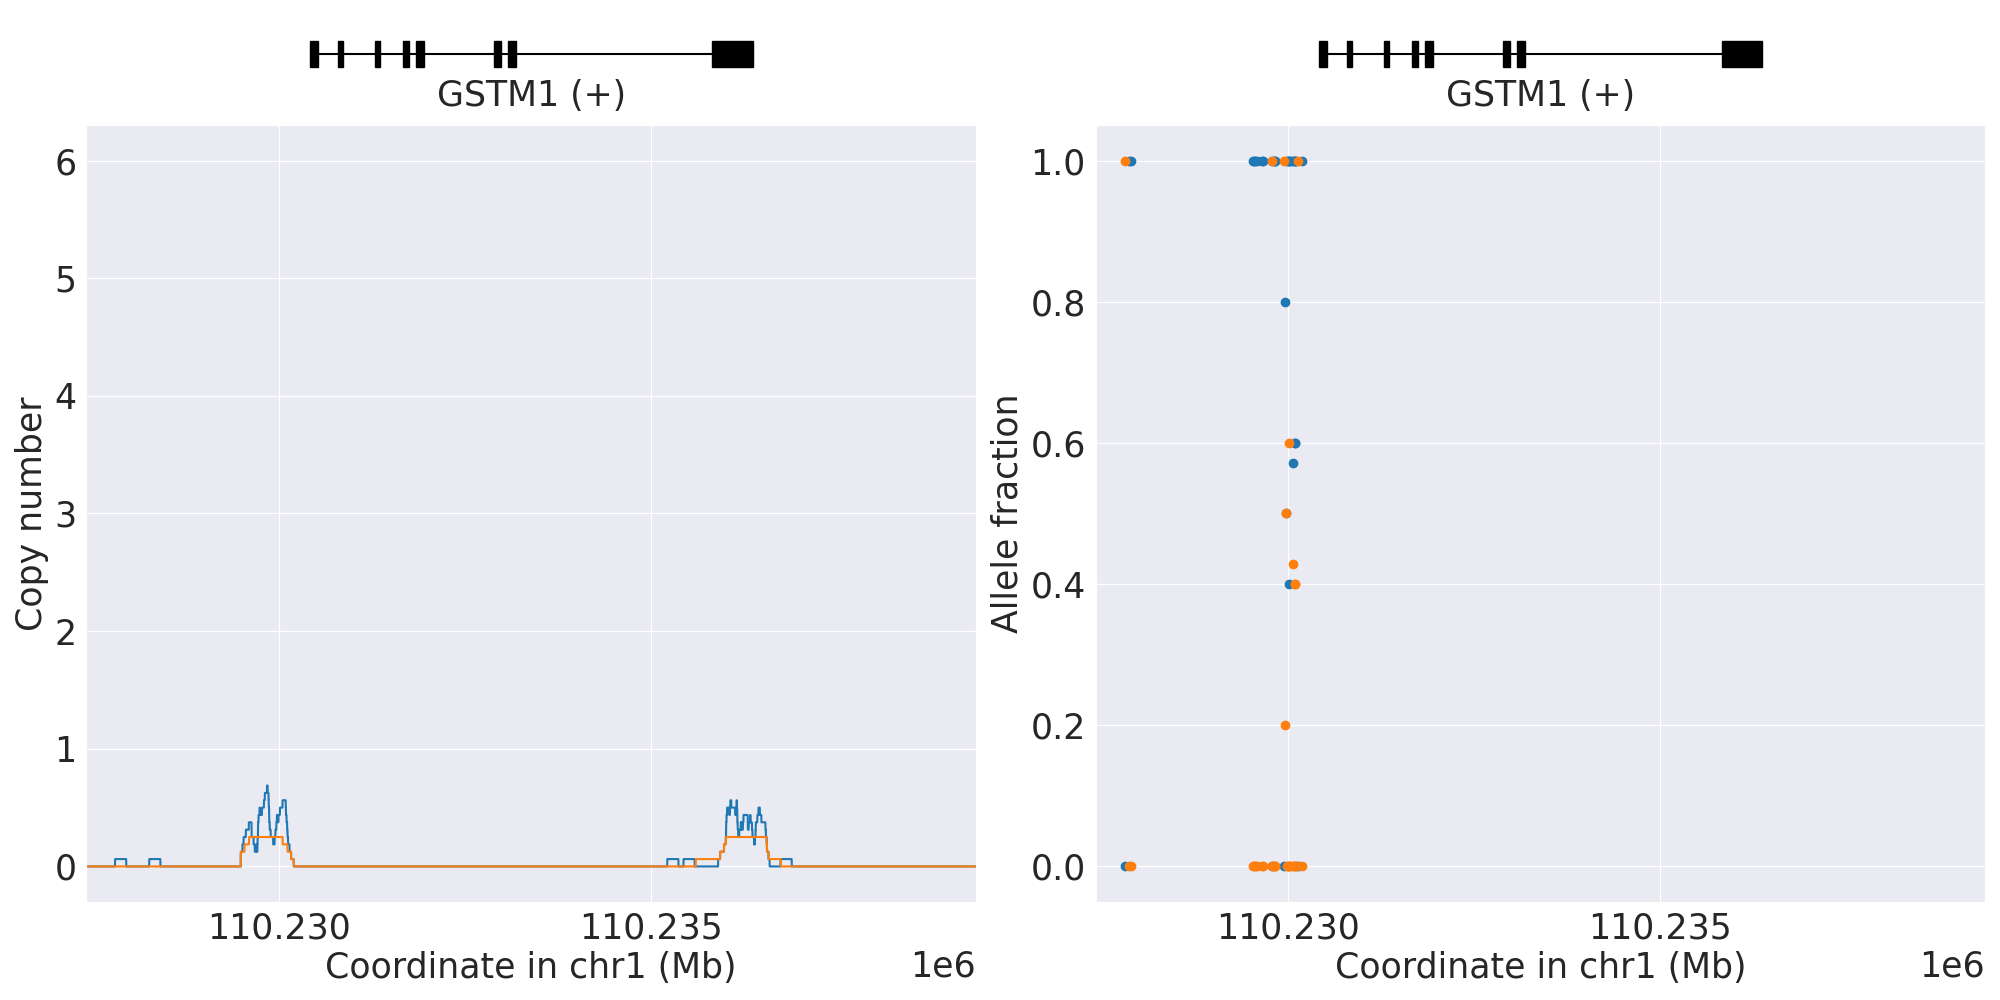 GSTM1 (+)
6
5
4
3
2
1
0
Copy number
110.230
110.235
Coordinate in chr1 (Mb)
1e6
GSTM1 (+)
1.0
0.8
0.6
0.4
0.2
0.0
Allele fraction
110.230
110.235
Coordinate in chr1 (Mb)
1e6